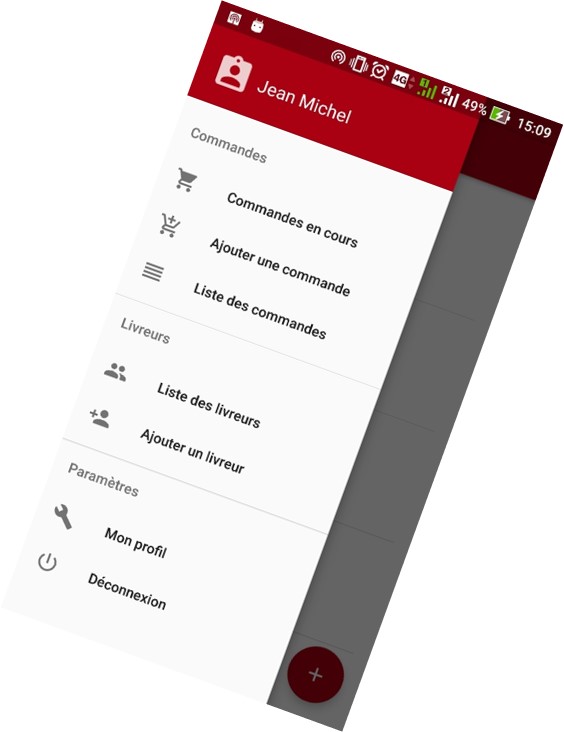 4G 1 2 49% 15:09
Jean Michel
Commandes
Commandes en cours
Ajouter une commande
Liste des commandes
Livreurs
Liste des livreurs
Ajouter un livreur
Paramètres
Mon profil
Déconnexion